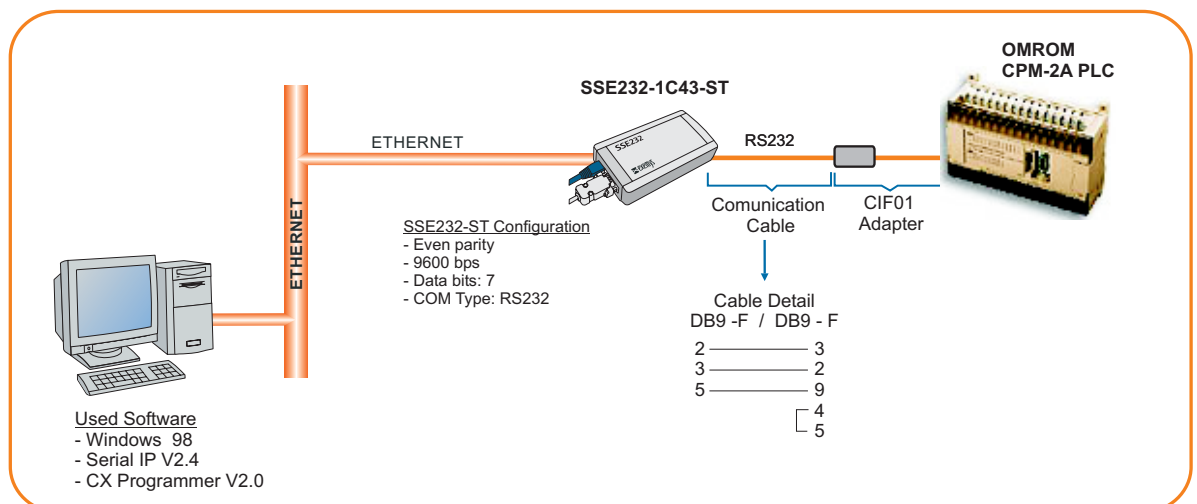 OMROM
CPM-2A PLC
SSE232-1C43-ST
ETHERNET
RS232
SSE232
exemys
ETHERNET
Comunication
Cable
CIF01
Adapter
SSE232-ST Configuration
- Even parity
- 9600 bps
- Data bits: 7
- COM Type: RS232
Cable Detail
DB9 -F / DB9 - F
2 3
3 2
5 9
4
5
Used Software
- Windows 98
- Serial IP V2.4
- CX Programmer V2.0